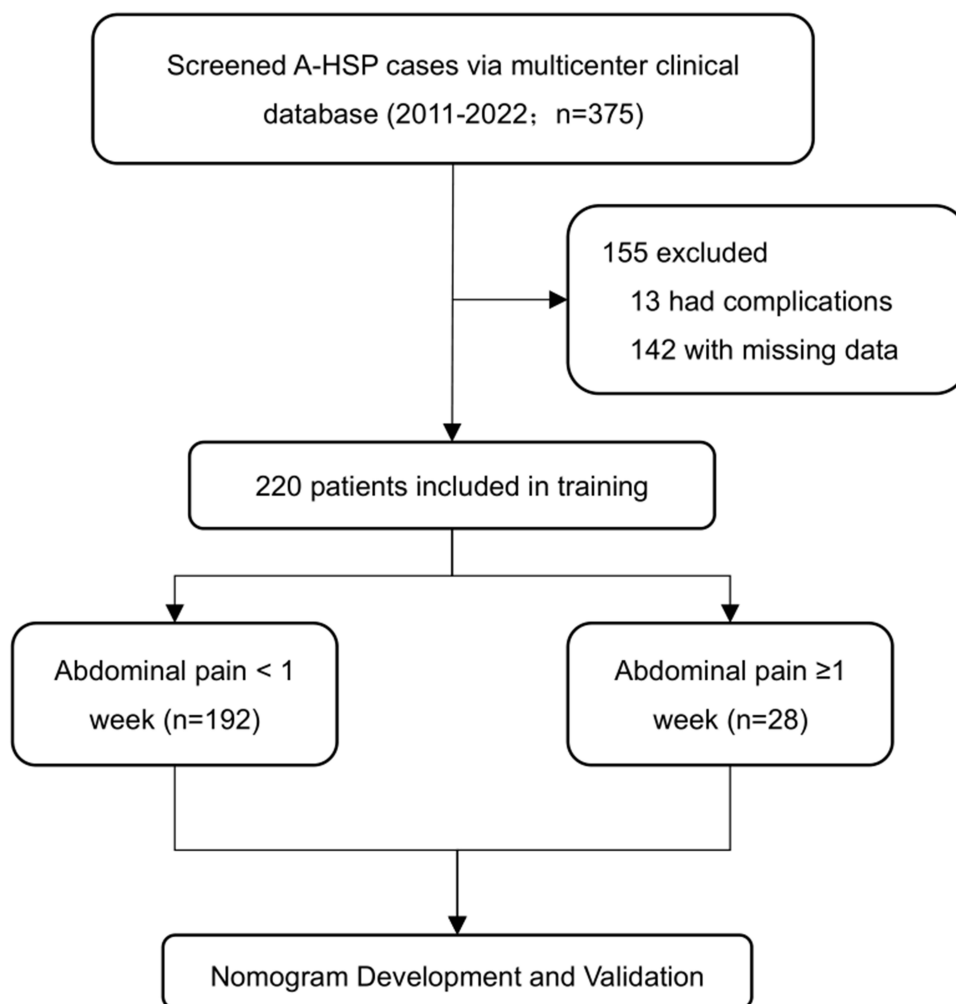 Screened A-HSP cases via multicenter clinical
database (2011-2022；n=375)
155 excluded
13 had complications
142 with missing data
220 patients included in training
Abdominal pain < 1
week (n=192)
Abdominal pain ≥1
week (n=28)
Nomogram Development and Validation